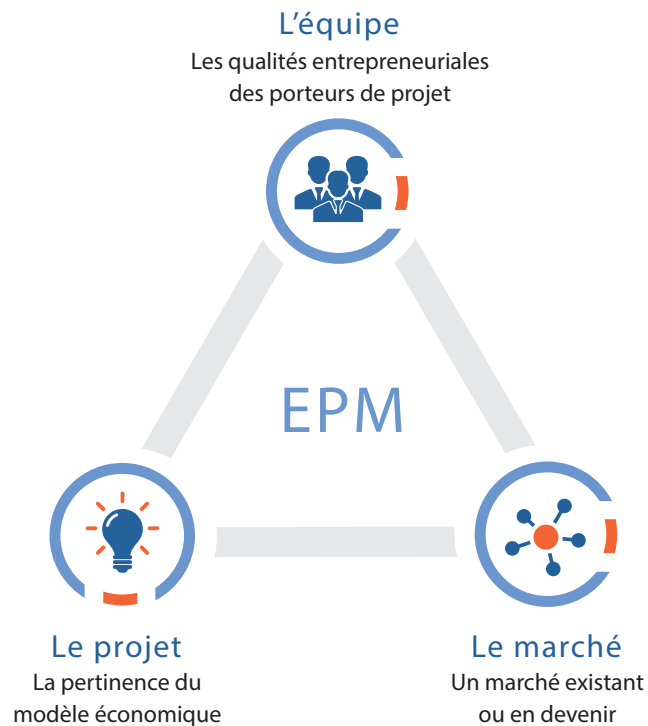 L’équipe
Les qualités entrepreneuriales
des porteurs de projet
EPM
Le projet
La pertinence du
modèle économique
Le marché
Un marché existant
ou en devenir